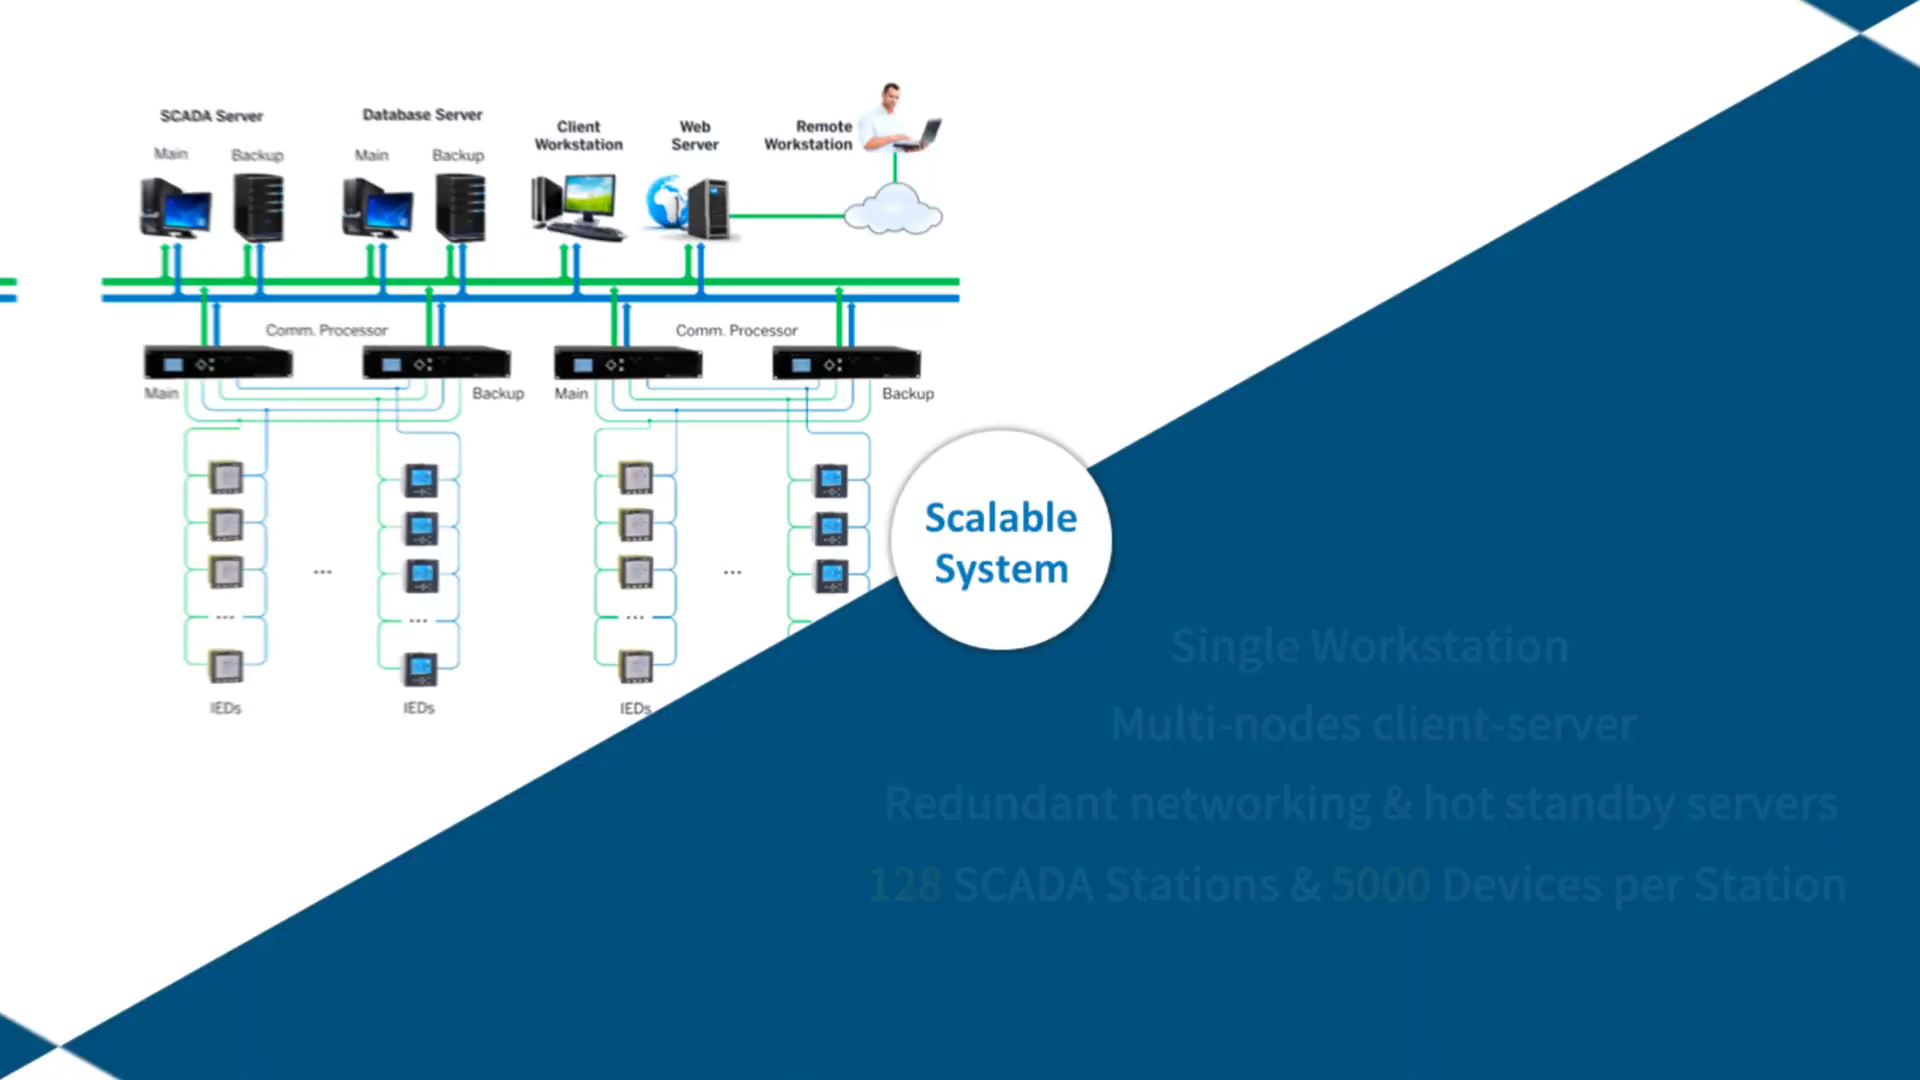 SCADA Server
Database Server
Client
Workstation
Web
Server
Remote
Workstation
Main
Backup
Main
Backup
Comm. Processor
Comm. Processor
Main
Backup
Main
Backup
...
...
...
...
...
IEDs
IEDs
IEDs
Scalable
System
Single Workstation
Multi-nodes client-server
Redundant networking & hot standby servers
128 SCADA Stations & 5000 Devices per Station